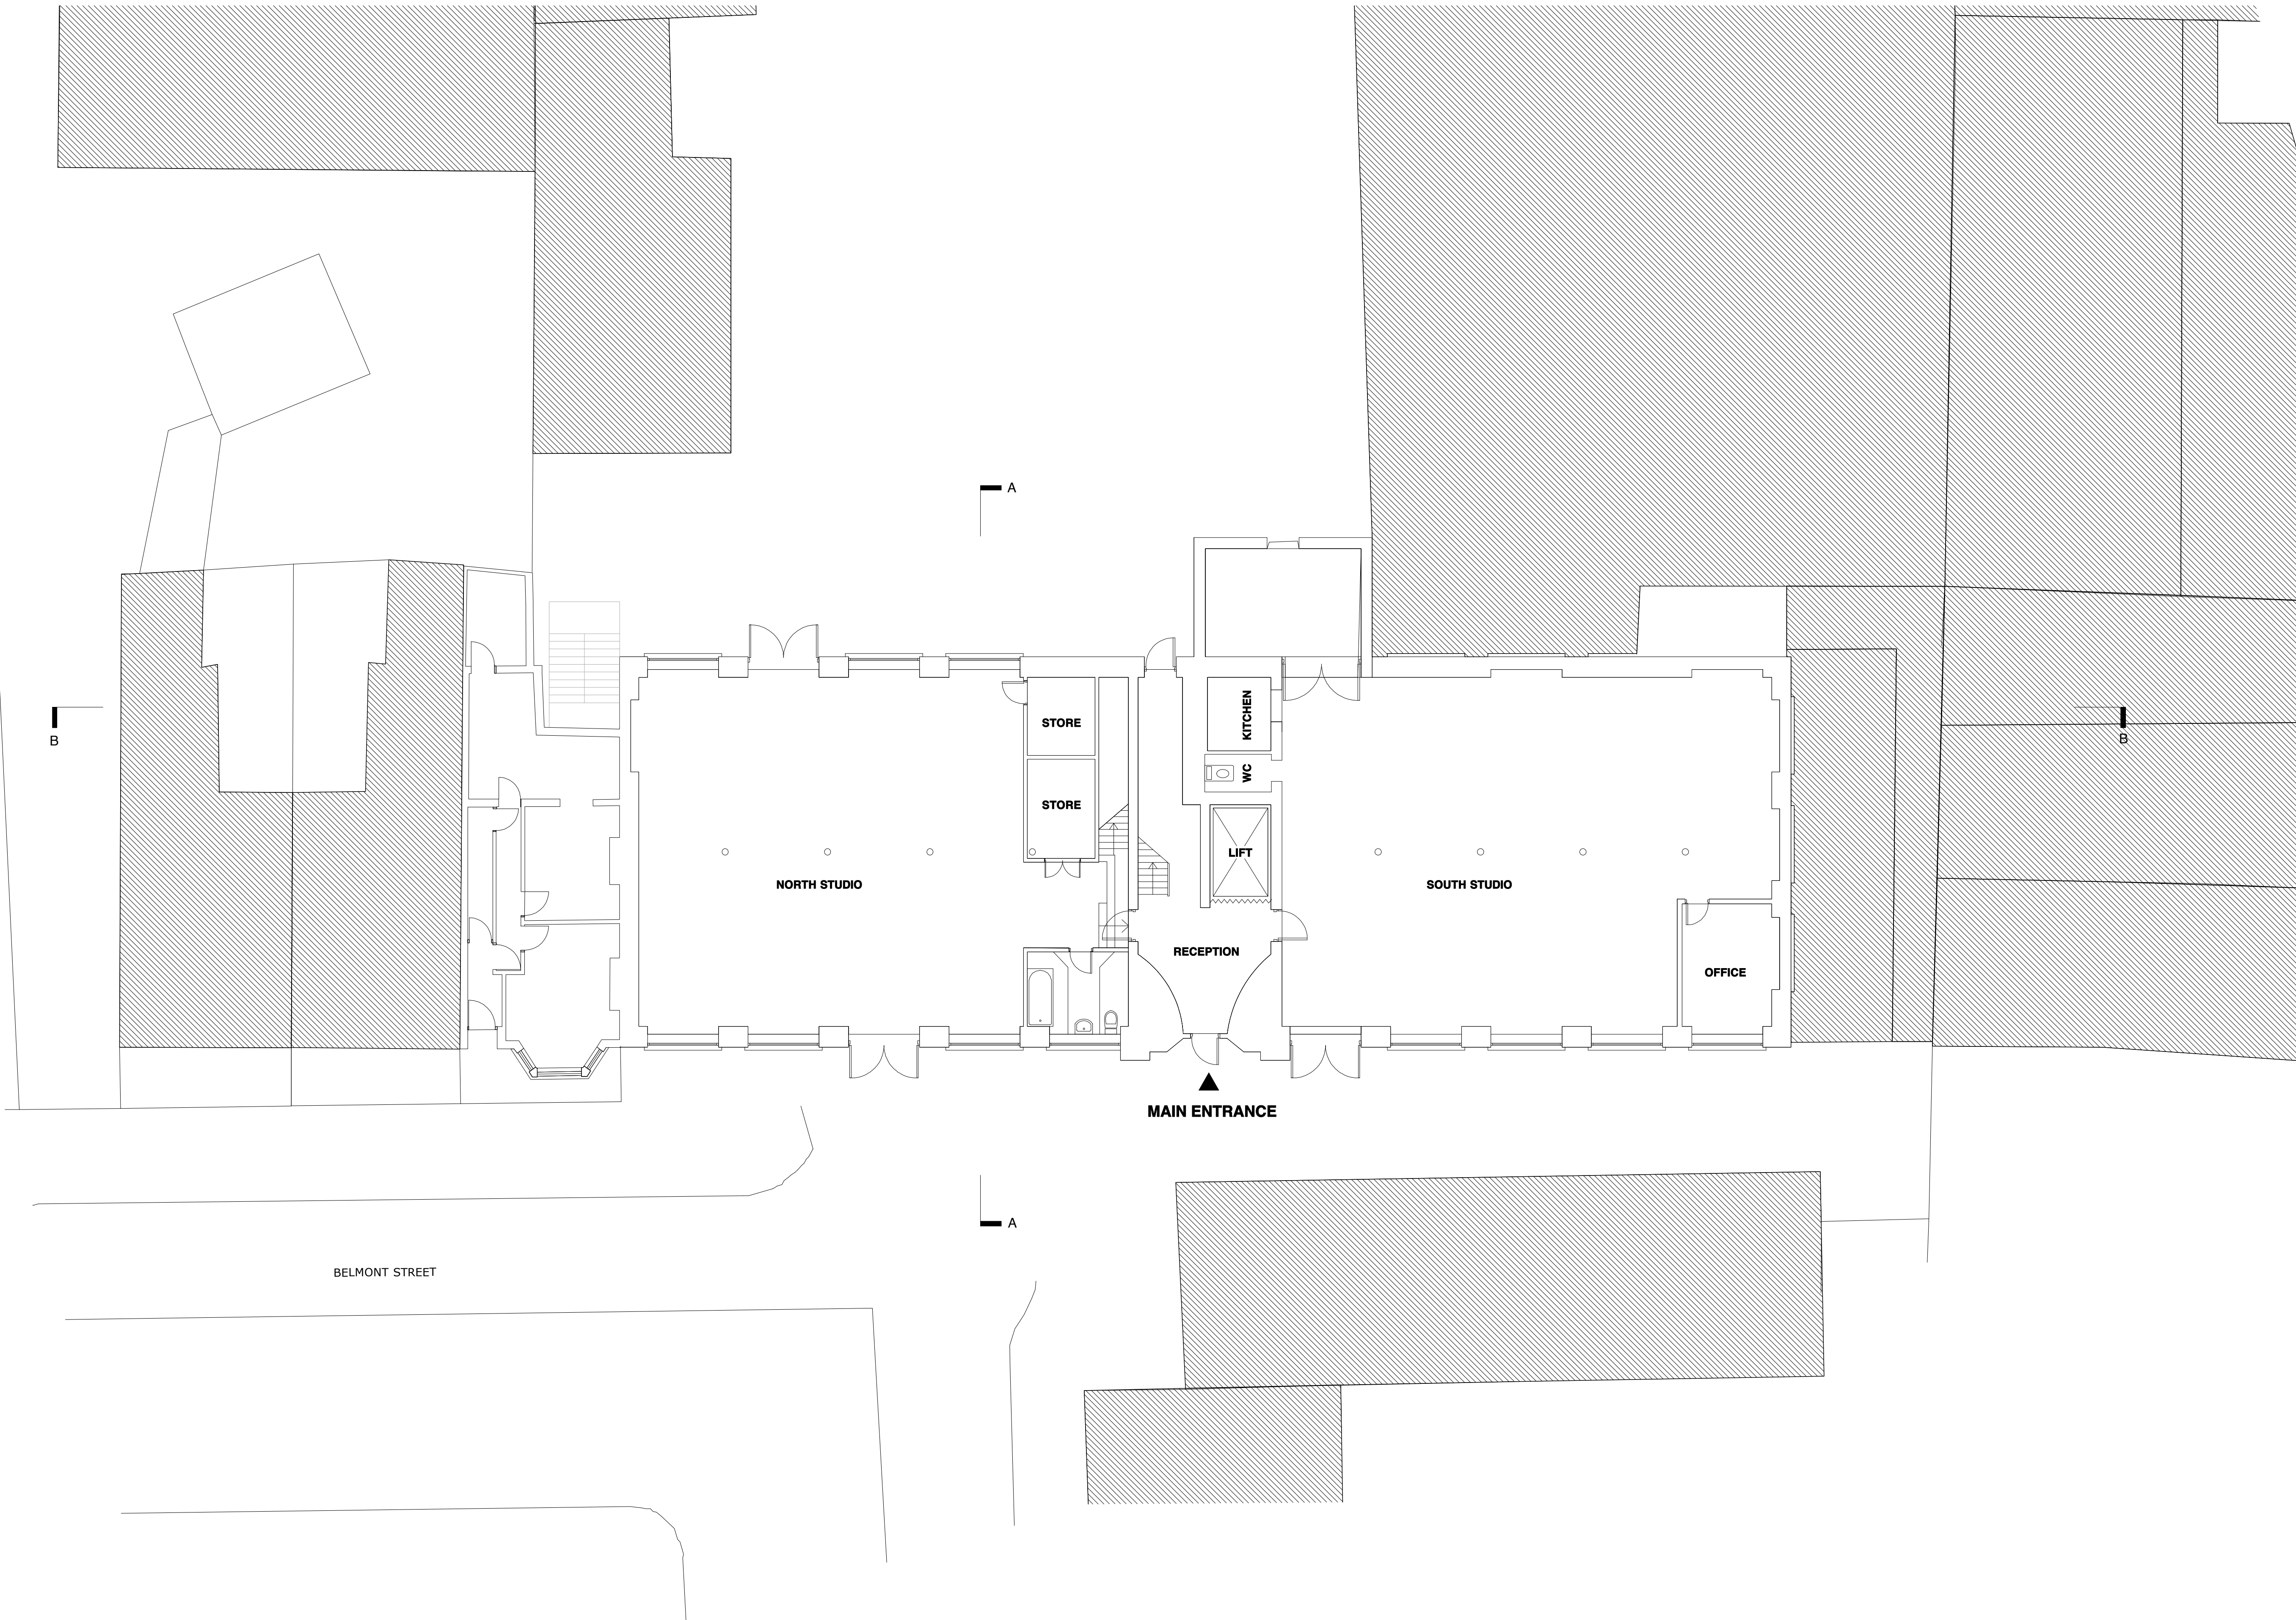 A
B
B
STORE
KITCHEN
WC
STORE
LIFT
NORTH STUDIO
SOUTH STUDIO
RECEPTION
OFFICE
MAIN ENTRANCE
A
BELMONT STREET